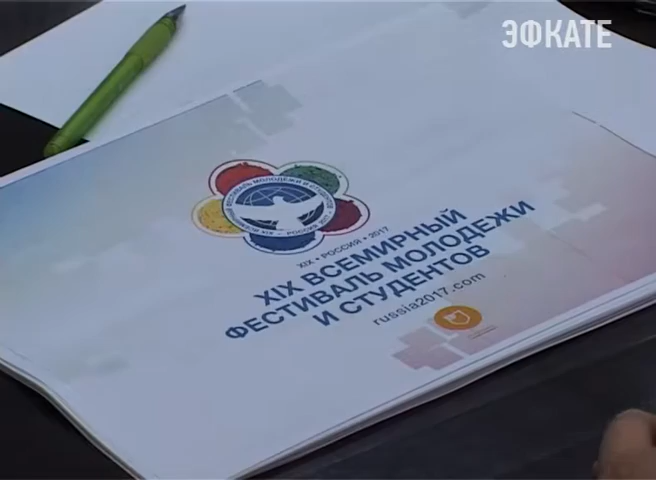 ЭФКАТЕ
XIX • РОССИЯ • 2017
XIX ВСЕМИРНЫЙ
ФЕСТИВАЛЬ МОЛОДЕЖИ
И СТУДЕНТОВ
russia2017.com